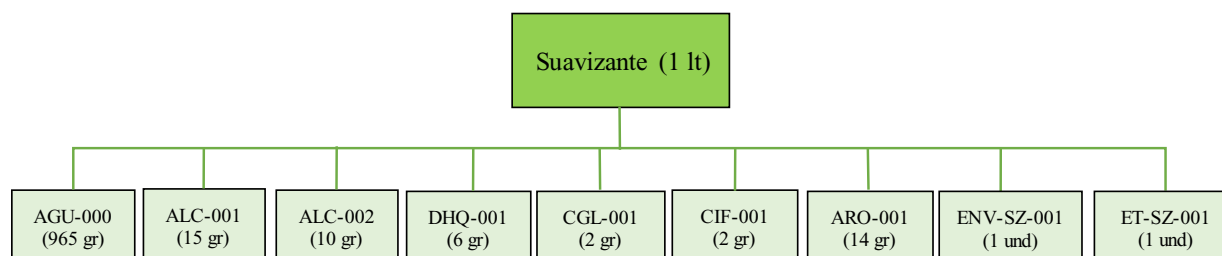 Suavizante (1 lt)
AGU-000
(965 gr)
ALC-001
(15 gr)
ALC-002
(10 gr)
DHQ-001
(6 gr)
CGL-001
(2 gr)
CIF-001
(2 gr)
ARO-001
(14 gr)
ENV-SZ-001
(1 und)
ET-SZ-001
(1 und)